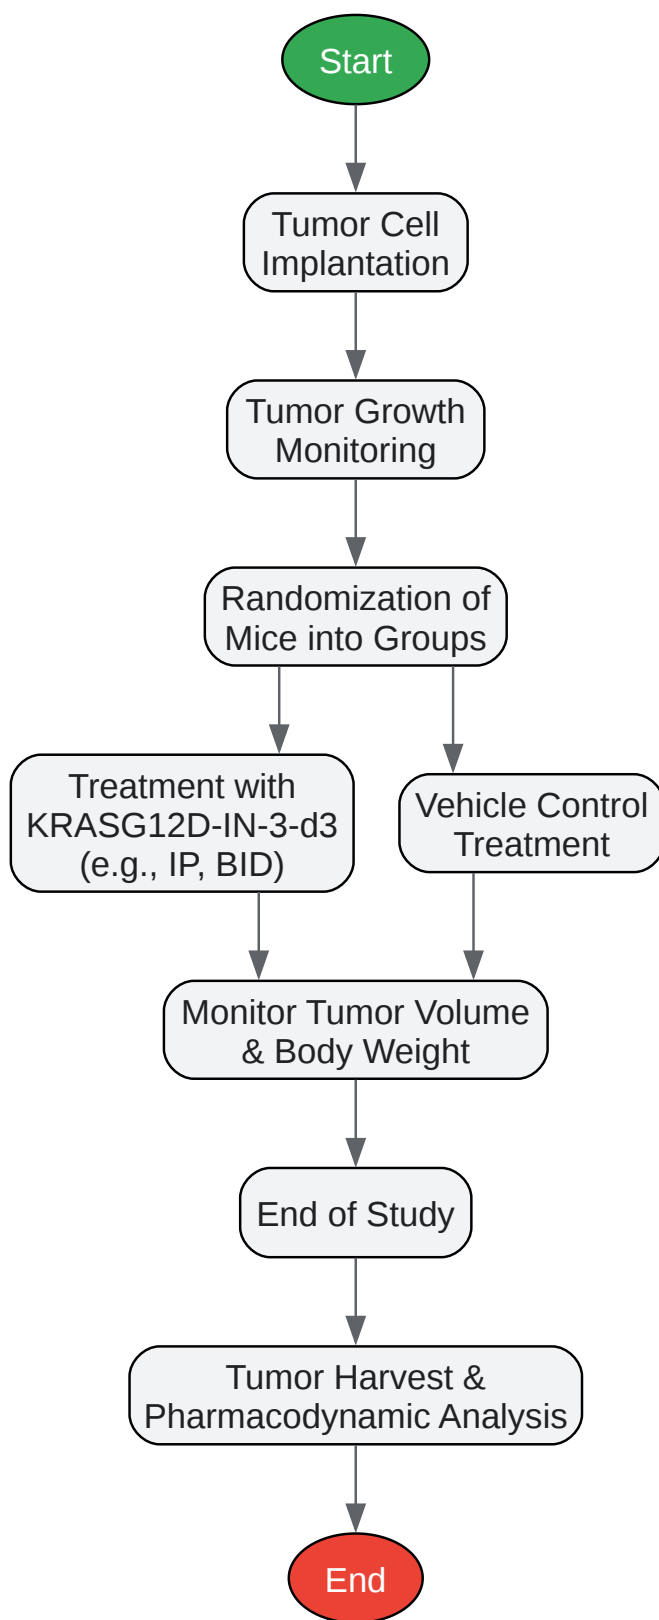 Start
Tumor Cell
Implantation
Tumor Growth
Monitoring
Randomization of
Mice into Groups
Treatment with
KRASG12D-IN-3-d3
(e.g., IP, BID)
Vehicle Control
Treatment
Monitor Tumor Volume
& Body Weight
End of Study
Tumor Harvest &
Pharmacodynamic Analysis
End